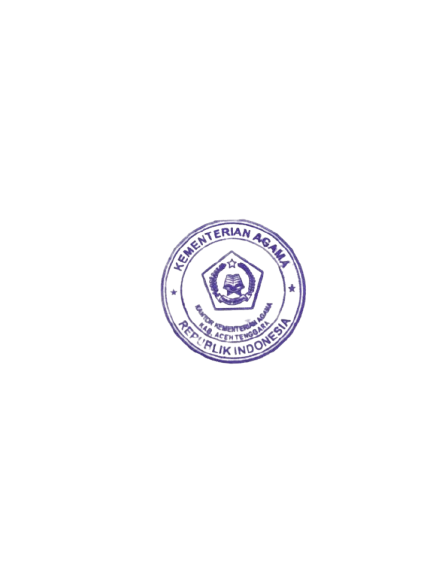 KEMENTERIAN AGAMA
KANTOR KEMENTERIAN AGAMA
KAB. ACEH TENGGARA
REPUBLIK INDONESIA